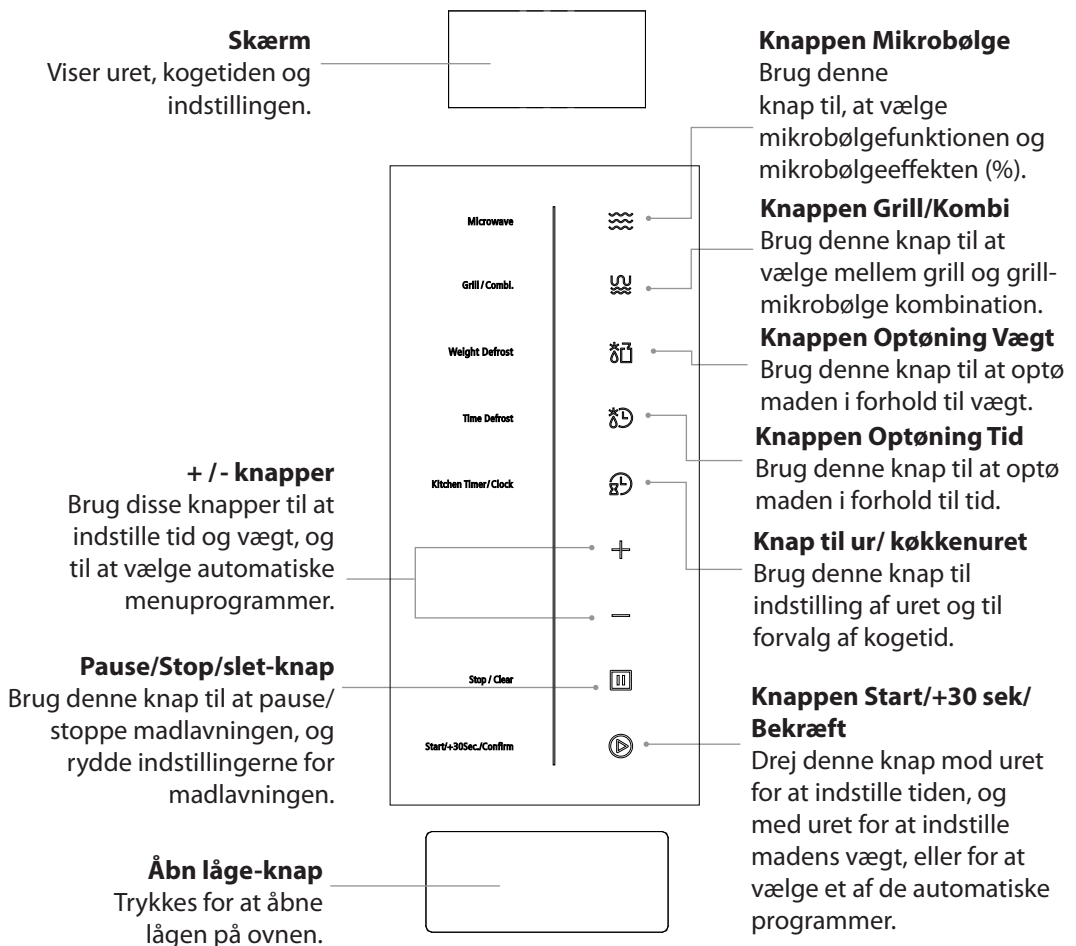 Skærm
Viser uret, kogetiden og
indstillingen.
+ / - knapper
Brug disse knapper til at
indstille tid og vægt, og
til at vælge automatiske
menuprogrammer.
Pause/Stop/slet-knap
Brug denne knap til at pause/
stoppe madlavningen, og
rydde indstillingerne for
madlavningen.
Åbn låge-knap
Trykkes for at åbne
lågen på ovnen.
Microwave
Grill / Combi.
Weight Defrost
Time Defrost
Kitchen Timer/ Clock
Stop / Clear
Start/+30Sec./Confirm
Knappen Mikrobølge
Brug denne
knap til, at vælge
mikrobølgefunktionen og
mikrobølgeeffekten (%).
Knappen Grill/Kombi
Brug denne knap til at
vælge mellem grill og grill-
mikrobølge kombination.
Knappen Optøning Vægt
Brug denne knap til at optø
maden i forhold til vægt.
Knappen Optøning Tid
Brug denne knap til at optø
maden i forhold til tid.
Knap til ur/ køkkenuret
Brug denne knap til
indstilling af uret og til
forvalg af kogetid.
Knappen Start/+30 sek/
Bekræft
Drej denne knap mod uret
for at indstille tiden, og
med uret for at indstille
madens vægt, eller for at
vælge et af de automatiske
programmer.